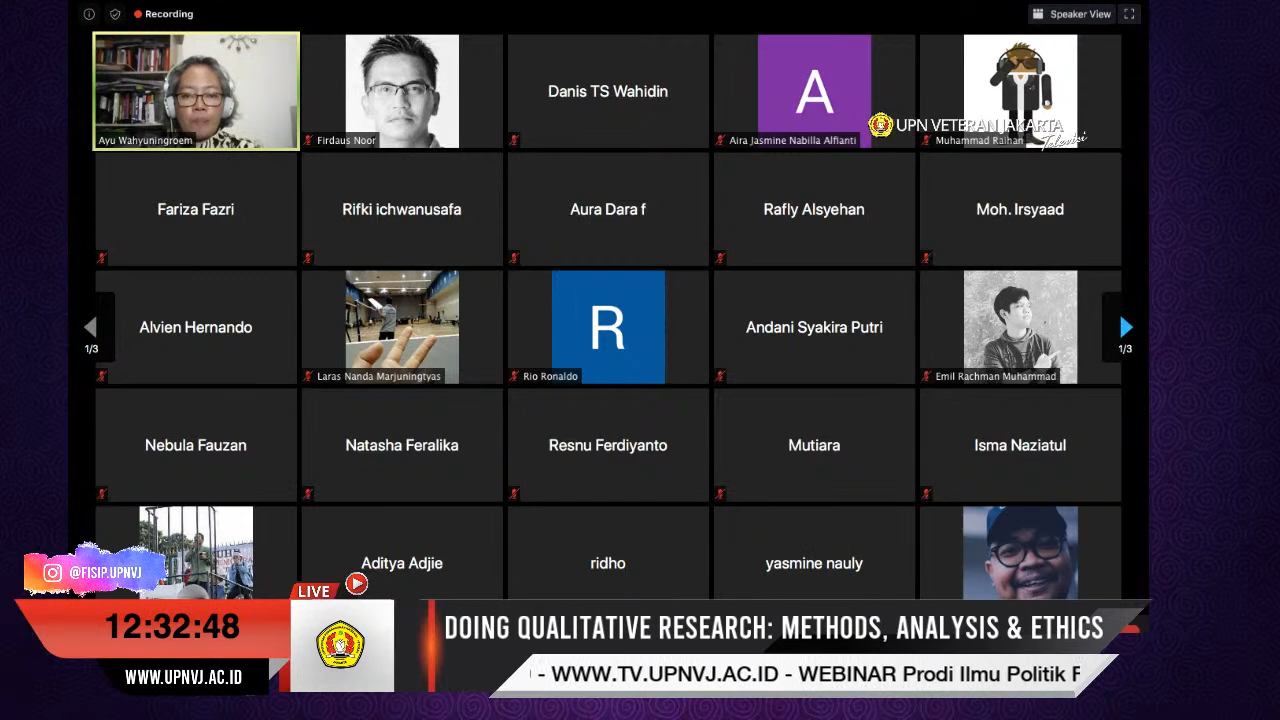 Recording
Speaker View
Ayu Wahyuningroem
Firdaus Noor
Danis TS Wahidin
A
Aira Jasmine Nabilla Alfianti
UPN VETERAN JAKARTA
Televisi
Muhammad Raihan
Fariza Fazri
Rifki ichwanusafa
Aura Dara f
Rafly Alsyehan
Moh. Irsyaad
1/3
Alvien Hernando
Laras Nanda Marjuningtyas
R
Rio Ronaldo
Andani Syakira Putri
Emil Rachman Muhammad
1/3
Nebula Fauzan
Natasha Feralika
Resnu Ferdiyanto
Mutiara
Isma Naziatul
Aditya Adjie
ridho
yasmine nauly
@FISIP.UPNVJ
LIVE
12:32:48
DOING QUALITATIVE RESEARCH: METHODS, ANALYSIS & ETHICS
WWW.UPNVJ.AC.ID
- WWW.TV.UPNVJ.AC.ID - WEBINAR Prodi Ilmu Politik F